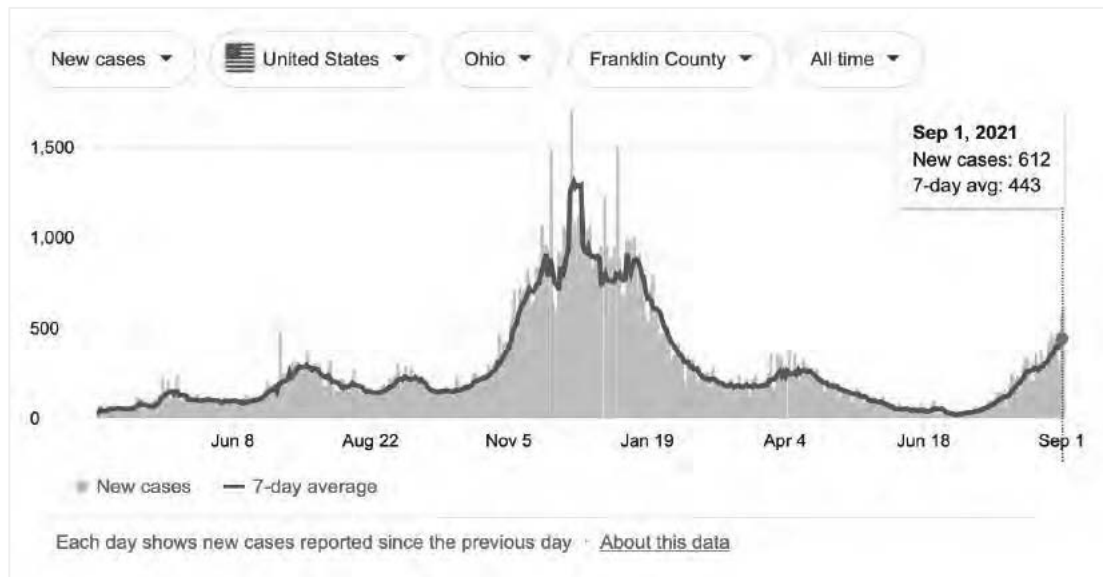 New cases United States Ohio Franklin County All time
Sep 1, 2021
New cases: 612
7-day avg: 443
1,500
1,000
500
0
Jun 8 Aug 22 Nov 5 Jan 19 Apr 4 Jun 18 Sep 1
New cases 7-day average
Each day shows new cases reported since the previous day · About this data